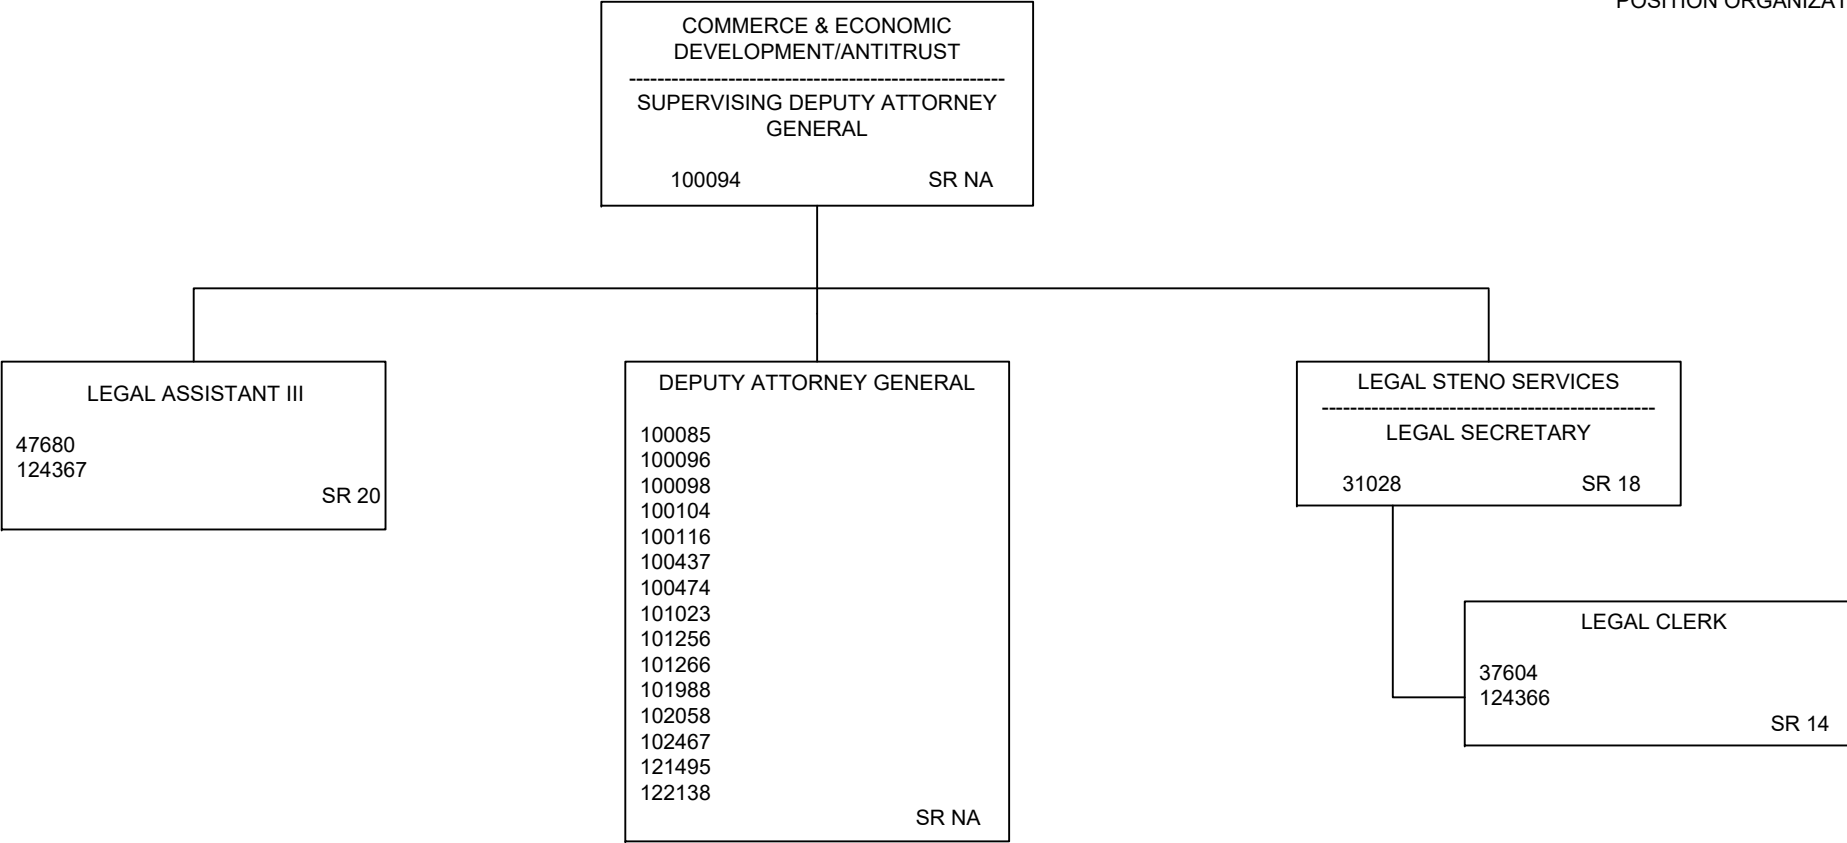 POSITION ORGANIZAT
COMMERCE & ECONOMIC
DEVELOPMENT/ANTITRUST
-----------------------------------------------------
SUPERVISING DEPUTY ATTORNEY
GENERAL
100094 SR NA
LEGAL ASSISTANT III
47680
124367
SR 20
DEPUTY ATTORNEY GENERAL
100085
100096
100098
100104
100116
100437
100474
101023
101256
101266
101988
102058
102467
121495
122138
SR NA
LEGAL STENO SERVICES
-----------------------------------------------
LEGAL SECRETARY
31028 SR 18
LEGAL CLERK
37604
124366
SR 14